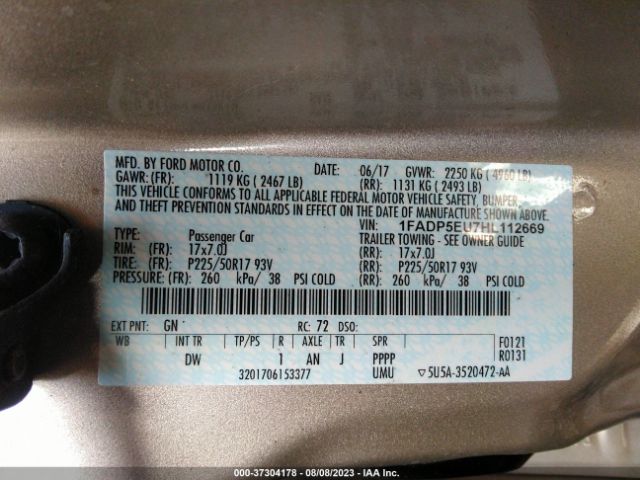 MFD. BY FORD MOTOR CO. DATE: 06/17 GVWR: 2250 KG ( 4960 LB)
GAWR: (FR): 1119 KG ( 2467 LB) (RR): 1131 KG ( 2493 LB)
THIS VEHICLE CONFORMS TO ALL APPLICABLE FEDERAL MOTOR VEHICLE SAFETY, BUMPER,
AND THEFT PREVENTION STANDARDS IN EFFECT ON THE DATE OF MANUFACTURE SHOWN ABOVE.
VIN: 1FADP5EU7HL112669
TYPE: Passenger Car TRAILER TOWING - SEE OWNER GUIDE
RIM: (FR): 17x7.0J (RR): 17x7.0J
TIRE: (FR): P225/50R17 93V (RR): P225/50R17 93V
PRESSURE: (FR): 260 kPa/ 38 PSI COLD (RR): 260 kPa/ 38 PSI COLD
EXT PNT: GN RC: 72 DSO:
WB INT TR TP/PS R AXLE TR SPR F0121
DW 1 AN J PPPP R0131
3201706153377 UMU ▽5U5A-3520472-AA
000-37304178 - 08/08/2023 - IAA Inc.